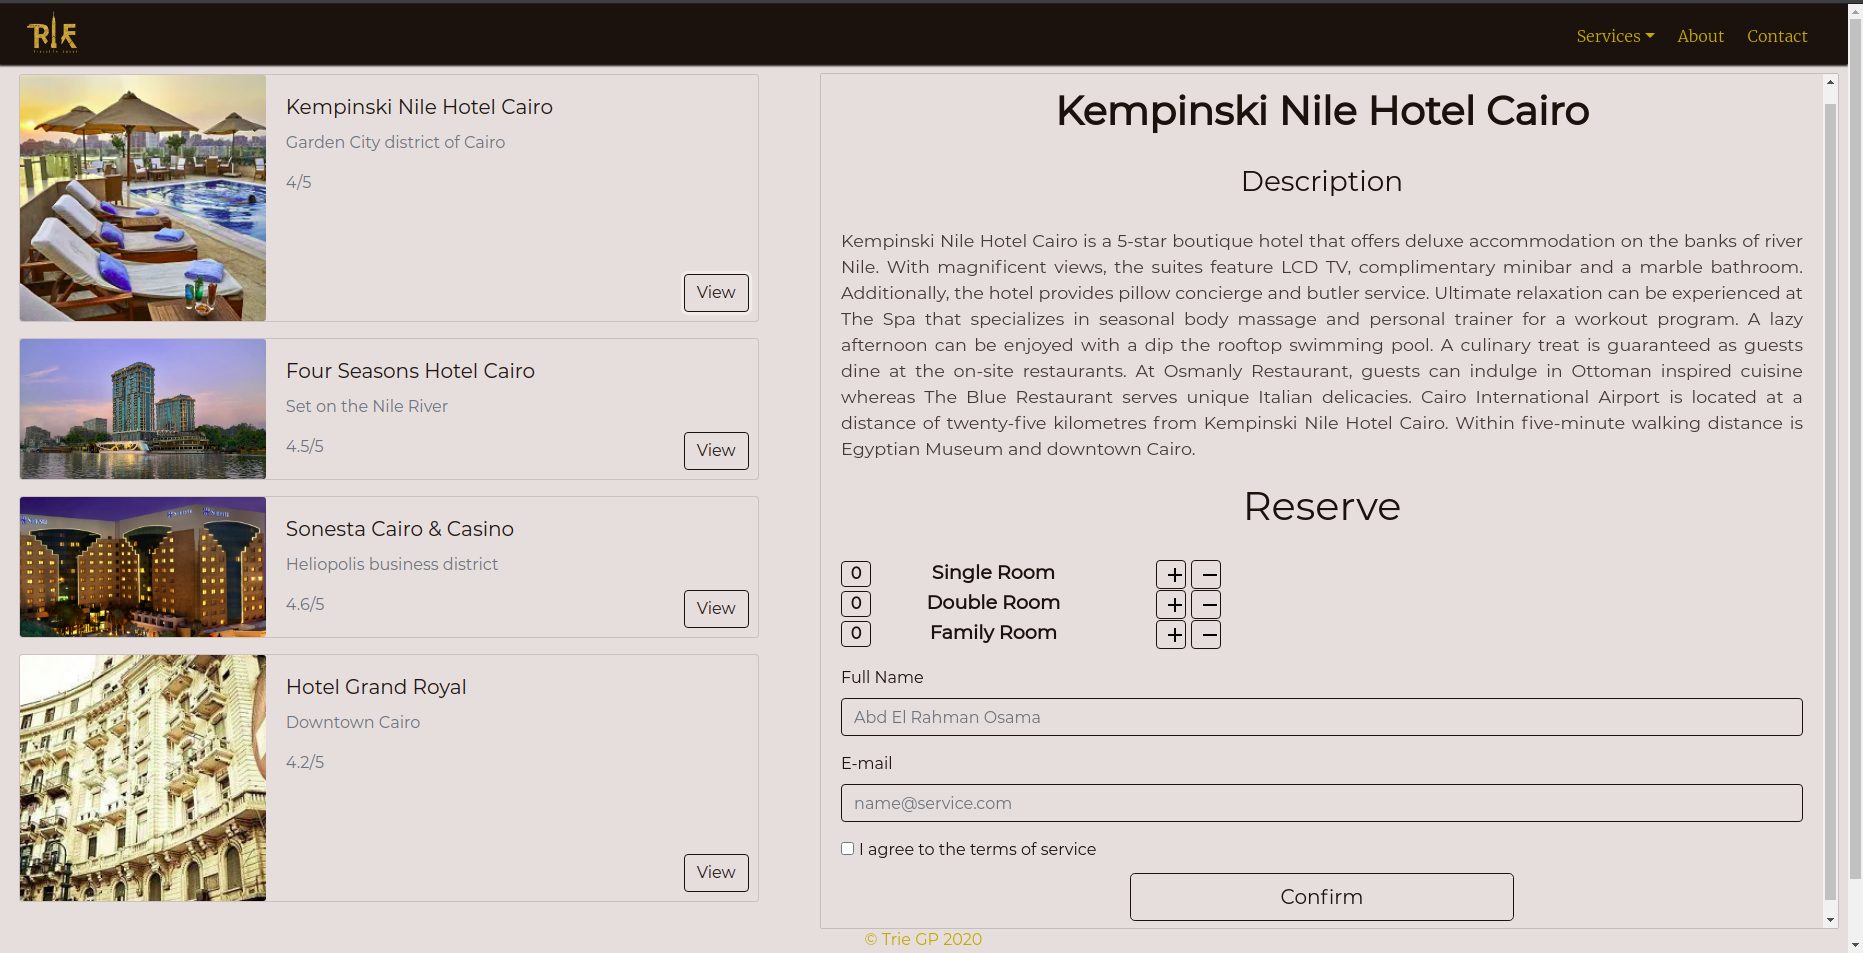 TRIE
Services
About
Contact
Kempinski Nile Hotel Cairo
Garden City district of Cairo
4/5
View
Four Seasons Hotel Cairo
Set on the Nile River
4.5/5
View
Sonesta Cairo & Casino
Heliopolis business district
4.6/5
View
Hotel Grand Royal
Downtown Cairo
4.2/5
View
Kempinski Nile Hotel Cairo
Description
Kempinski Nile Hotel Cairo is a 5-star boutique hotel that offers deluxe accommodation on the banks of river
Nile. With magnificent views, the suites feature LCD TV, complimentary minibar and a marble bathroom.
Additionally, the hotel provides pillow concierge and butler service. Ultimate relaxation can be experienced at
The Spa that specializes in seasonal body massage and personal trainer for a workout program. A lazy
afternoon can be enjoyed with a dip the rooftop swimming pool. A culinary treat is guaranteed as guests
dine at the on-site restaurants. At Osmanly Restaurant, guests can indulge in Ottoman inspired cuisine
whereas The Blue Restaurant serves unique Italian delicacies. Cairo International Airport is located at a
distance of twenty-five kilometres from Kempinski Nile Hotel Cairo. Within five-minute walking distance is
Egyptian Museum and downtown Cairo.
Reserve
0 Single Room + −
0 Double Room + −
0 Family Room + −
Full Name
Abd El Rahman Osama
E-mail
name@service.com
I agree to the terms of service
Confirm
© Trie GP 2020